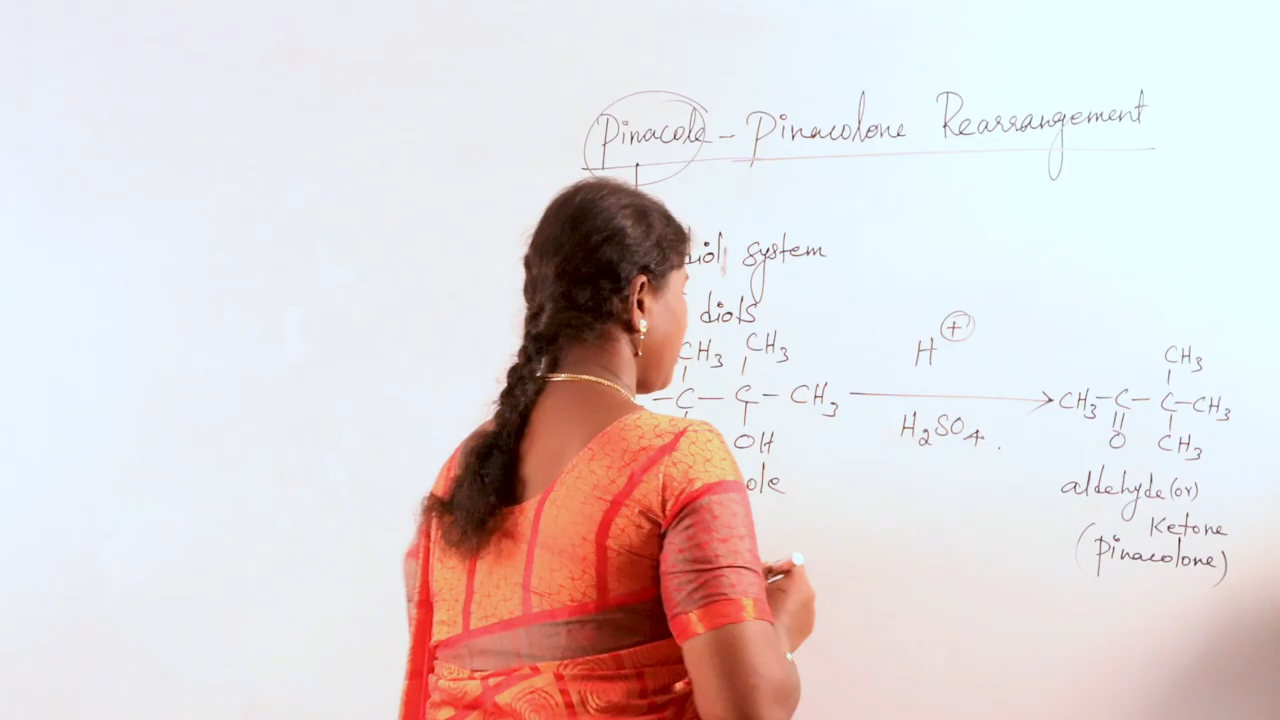 Pinacole - Pinacolone Rearrangement
diol system
diols
CH3 CH3 H + CH3
- C - C - CH3 CH3 - C - C - CH3
OH H2SO4. O CH3
ole aldehyde (or)
Ketone
(Pinacolone)